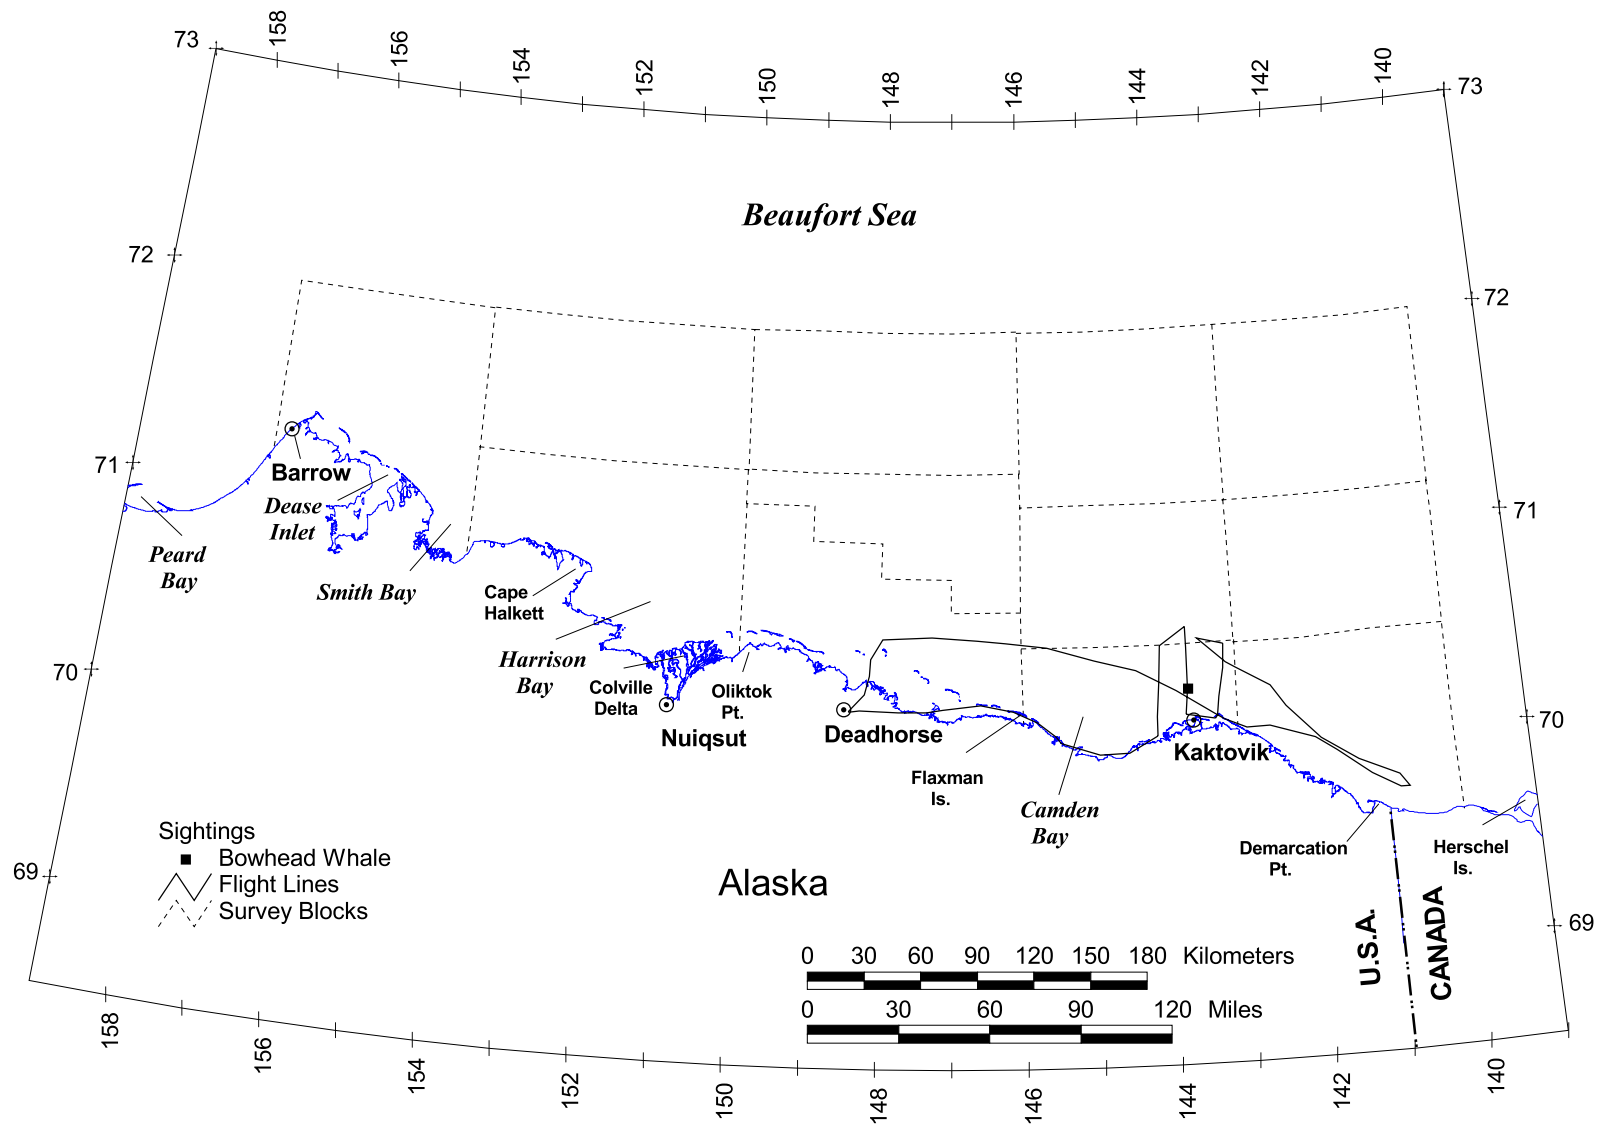 158
156
154
152
150
148
146
144
142
140
73
73
Beaufort Sea
72
72
71
71
Barrow
Dease
Inlet
Peard
Bay
Smith Bay
Cape
Halkett
Harrison
Bay
Colville
Delta
Oliktok
Pt.
Nuiqsut
Deadhorse
Kaktovik
Flaxman
Is.
Camden
Bay
70
70
Demarcation
Pt.
Herschel
Is.
Sightings
Bowhead Whale
Flight Lines
Survey Blocks
69
69
Alaska
U.S.A.
CANADA
0 30 60 90 120 150 180 Kilometers
0 30 60 90 120 Miles
158
156
154
152
150
148
146
144
142
140